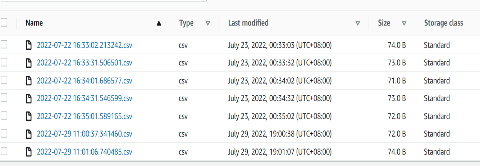 Name Type Last modified Size Storage class
2022-07-22 16:33:02.213242.csv csv July 23, 2022, 00:33:03 (UTC+08:00) 74.0 B Standard
2022-07-22 16:33:31.506501.csv csv July 23, 2022, 00:33:32 (UTC+08:00) 73.0 B Standard
2022-07-22 16:34:01.686577.csv csv July 23, 2022, 00:34:02 (UTC+08:00) 71.0 B Standard
2022-07-22 16:34:31.546599.csv csv July 23, 2022, 00:34:32 (UTC+08:00) 73.0 B Standard
2022-07-22 16:35:01.589165.csv csv July 23, 2022, 00:35:02 (UTC+08:00) 72.0 B Standard
2022-07-29 11:00:37.341460.csv csv July 29, 2022, 19:00:38 (UTC+08:00) 72.0 B Standard
2022-07-29 11:01:06.740485.csv csv July 29, 2022, 19:01:07 (UTC+08:00) 74.0 B Standard